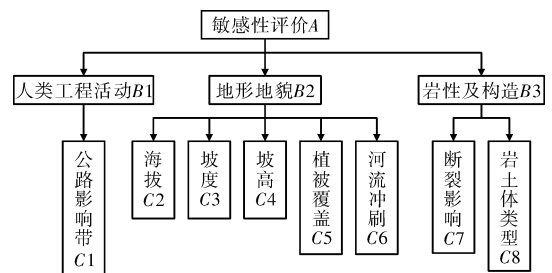 敏感性评价A
人类工程活动B1
地形地貌B2
岩性及构造B3
公路影响带C1
海拔C2
坡度C3
坡高C4
植被覆盖C5
河流冲刷C6
断裂影响C7
岩土体类型C8